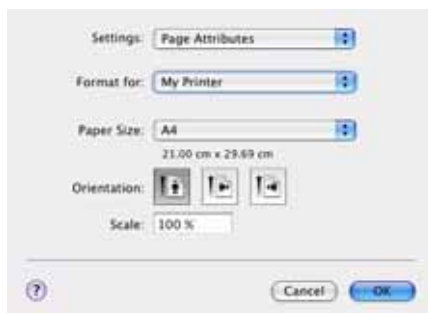 Settings: Page Attributes
Format for: My Printer
Paper Size: A4
21.00 cm x 29.69 cm
Orientation:
Scale: 100 %
? Cancel OK